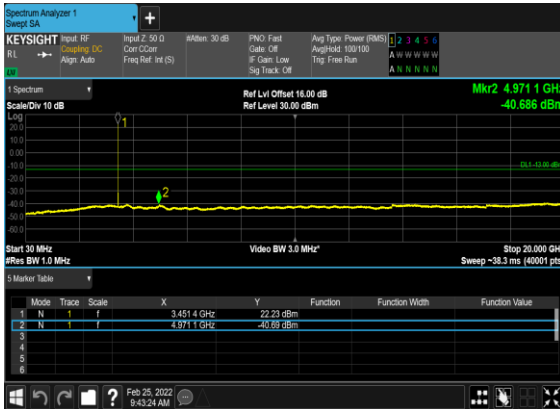 Spectrum Analyzer 1
Swept SA
+
KEYSIGHT Input: RF Input Z: 50 Ω #Atten: 30 dB PNO: Fast Avg Type: Power (RMS) 1 2 3 4 5 6
RL Coupling: DC Corr CCorr Gate: Off Avg|Hold: 100/100 A W W W W W
Align: Auto Freq Ref: Int (S) IF Gain: Low Trig: Free Run
Sig Track: Off A N N N N N
1 Spectrum
Ref Lvl Offset 16.00 dB Mkr2 4.971 1 GHz
Scale/Div 10 dB Ref Level 30.00 dBm -40.686 dBm
Log
1
20.0
10.0
0.00
-10.0
DL1 -13.00 dBm
-20.0
-30.0
2
-40.0
-50.0
-60.0
Start 30 MHz Video BW 3.0 MHz* Stop 20.000 GHz
#Res BW 1.0 MHz Sweep ~38.3 ms (40001 pts)
5 Marker Table
Mode Trace Scale X Y Function Function Width Function Value
1 N 1 f 3.451 4 GHz 22.23 dBm
2 N 1 f 4.971 1 GHz -40.69 dBm
3
4
5
6
? Feb 25, 2022
9:43:24 AM